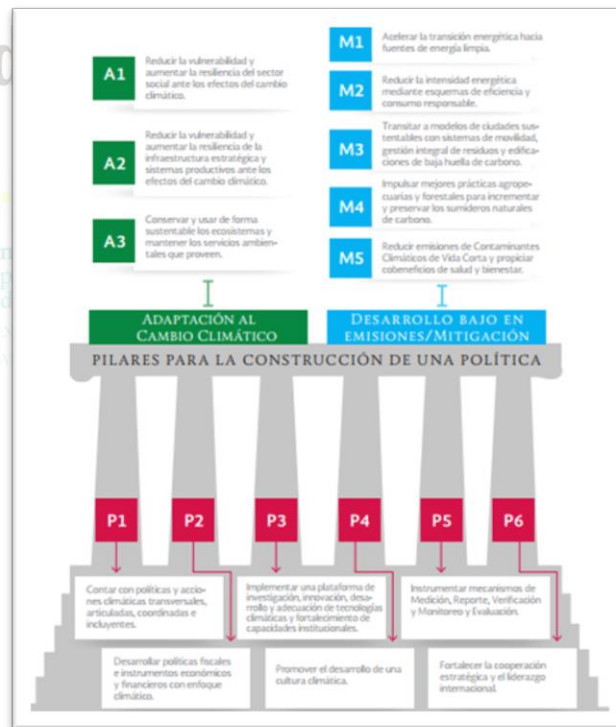 A1
Reducir la vulnerabilidad y
aumentar la resiliencia del sector
social ante los efectos del cambio
climático.
A2
Reducir la vulnerabilidad y
aumentar la resiliencia de la
infraestructura estratégica y
sistemas productivos ante los
efectos del cambio climático.
A3
Conservar y usar de forma
sustentable los ecosistemas y
mantener los servicios ambien-
tales que proveen.
M1
Acelerar la transición energética hacia
fuentes de energía limpia.
M2
Reducir la intensidad energética
mediante esquemas de eficiencia y
consumo responsable.
M3
Transitar a modelos de ciudades sus-
tentables con sistemas de movilidad,
gestión integral de residuos y edifica-
ciones de baja huella de carbono.
M4
Impulsar mejores prácticas agrope-
cuarias y forestales para incrementar
y preservar los sumideros naturales
de carbono.
M5
Reducir emisiones de Contaminantes
Climáticos de Vida Corta y propiciar
cobeneficios de salud y bienestar.
ADAPTACIÓN AL
CAMBIO CLIMÁTICO
DESARROLLO BAJO EN
EMISIONES/MITIGACIÓN
PILARES PARA LA CONSTRUCCIÓN DE UNA POLÍTICA
P1
P2
P3
P4
P5
P6
Contar con políticas y accio-
nes climáticas transversales,
articuladas, coordinadas e
incluyentes.
Implementar una plataforma de
investigación, innovación, desa-
rrollo y adecuación de tecnologías
climáticas y fortalecimiento de
capacidades institucionales.
Instrumentar mecanismos de
Medición, Reporte, Verificación
y Monitoreo y Evaluación.
Desarrollar políticas fiscales
e instrumentos económicos
y financieros con enfoque
climático.
Promover el desarrollo de una
cultura climática.
Fortalecer la cooperación
estratégica y el liderazgo
internacional.